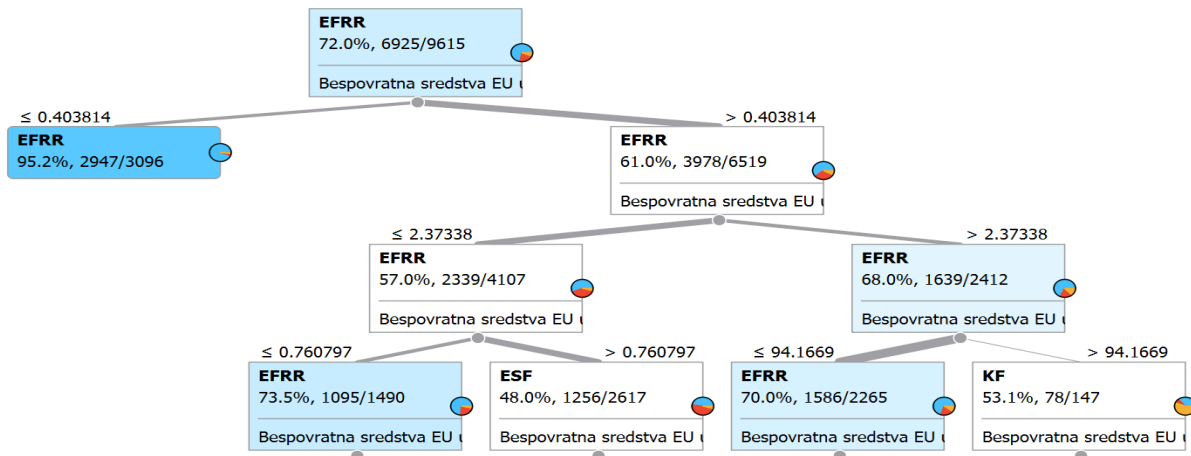 EFRR
72.0%, 6925/9615
Bespovratna sredstva EU u
≤ 0.403814
> 0.403814
EFRR
95.2%, 2947/3096
EFRR
61.0%, 3978/6519
Bespovratna sredstva EU u
≤ 2.37338
> 2.37338
EFRR
57.0%, 2339/4107
Bespovratna sredstva EU u
EFRR
68.0%, 1639/2412
Bespovratna sredstva EU u
≤ 0.760797
> 0.760797
≤ 94.1669
> 94.1669
EFRR
73.5%, 1095/1490
Bespovratna sredstva EU u
ESF
48.0%, 1256/2617
Bespovratna sredstva EU u
EFRR
70.0%, 1586/2265
Bespovratna sredstva EU u
KF
53.1%, 78/147
Bespovratna sredstva EU u